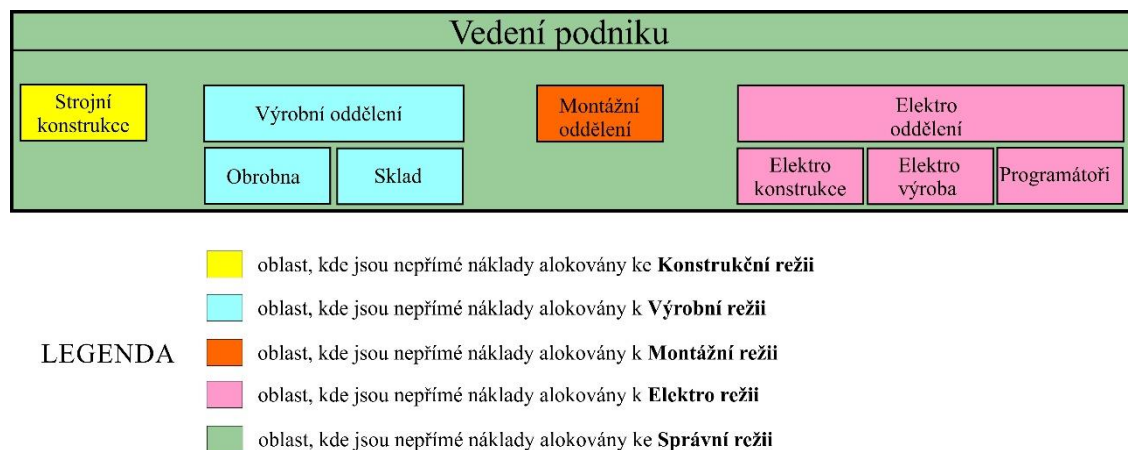 Vedení podniku
Strojní
konstrukce
Výrobní oddělení
Montážní
oddělení
Elektro
oddělení
Obrobna
Sklad
Elektro
konstrukce
Elektro
výroba
Programátoři
LEGENDA
oblast, kde jsou nepřímé náklady alokovány ke Konstrukční režii
oblast, kde jsou nepřímé náklady alokovány k Výrobní režii
oblast, kde jsou nepřímé náklady alokovány k Montážní režii
oblast, kde jsou nepřímé náklady alokovány k Elektro režii
oblast, kde jsou nepřímé náklady alokovány ke Správní režii